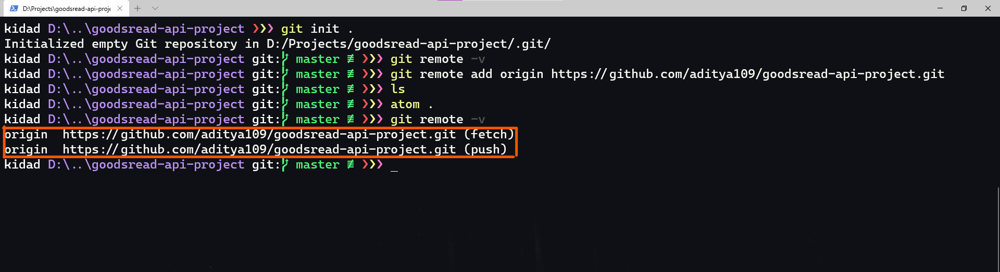 D:\Projects\goodsread-api-proje
kidad D:\..\goodsread-api-project ❯❯❯ git init .
Initialized empty Git repository in D:/Projects/goodsread-api-project/.git/
kidad D:\..\goodsread-api-project git: master ≢ ❯❯❯ git remote -v
kidad D:\..\goodsread-api-project git: master ≢ ❯❯❯ git remote add origin https://github.com/aditya109/goodsread-api-project.git
kidad D:\..\goodsread-api-project git: master ≢ ❯❯❯ ls
kidad D:\..\goodsread-api-project git: master ≢ ❯❯❯ atom .
kidad D:\..\goodsread-api-project git: master ≢ ❯❯❯ git remote -v
origin  https://github.com/aditya109/goodsread-api-project.git (fetch)
origin  https://github.com/aditya109/goodsread-api-project.git (push)
kidad D:\..\goodsread-api-project git: master ≢ ❯❯❯ _